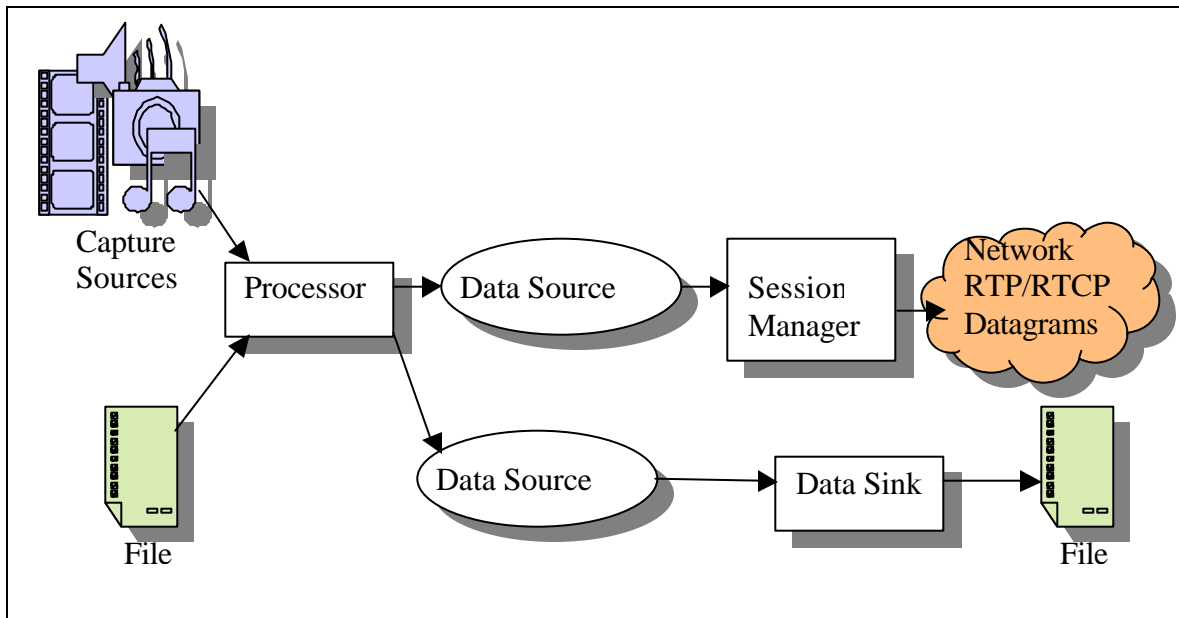 Capture
Sources
Processor
Data Source
Session
Manager
Network
RTP/RTCP
Datagrams
File
Data Source
Data Sink
File